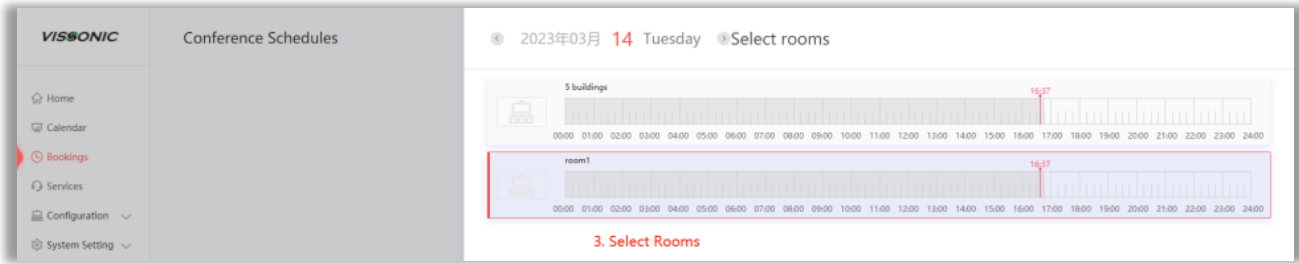 VISSONIC
Conference Schedules
2023年03月 14 Tuesday Select rooms
Home
Calendar
Bookings
Services
Configuration
System Setting
5 buildings
16:37
00:00 01:00 02:00 03:00 04:00 05:00 06:00 07:00 08:00 09:00 10:00 11:00 12:00 13:00 14:00 15:00 16:00 17:00 18:00 19:00 20:00 21:00 22:00 23:00 24:00
room1
16:37
00:00 01:00 02:00 03:00 04:00 05:00 06:00 07:00 08:00 09:00 10:00 11:00 12:00 13:00 14:00 15:00 16:00 17:00 18:00 19:00 20:00 21:00 22:00 23:00 24:00
3. Select Rooms